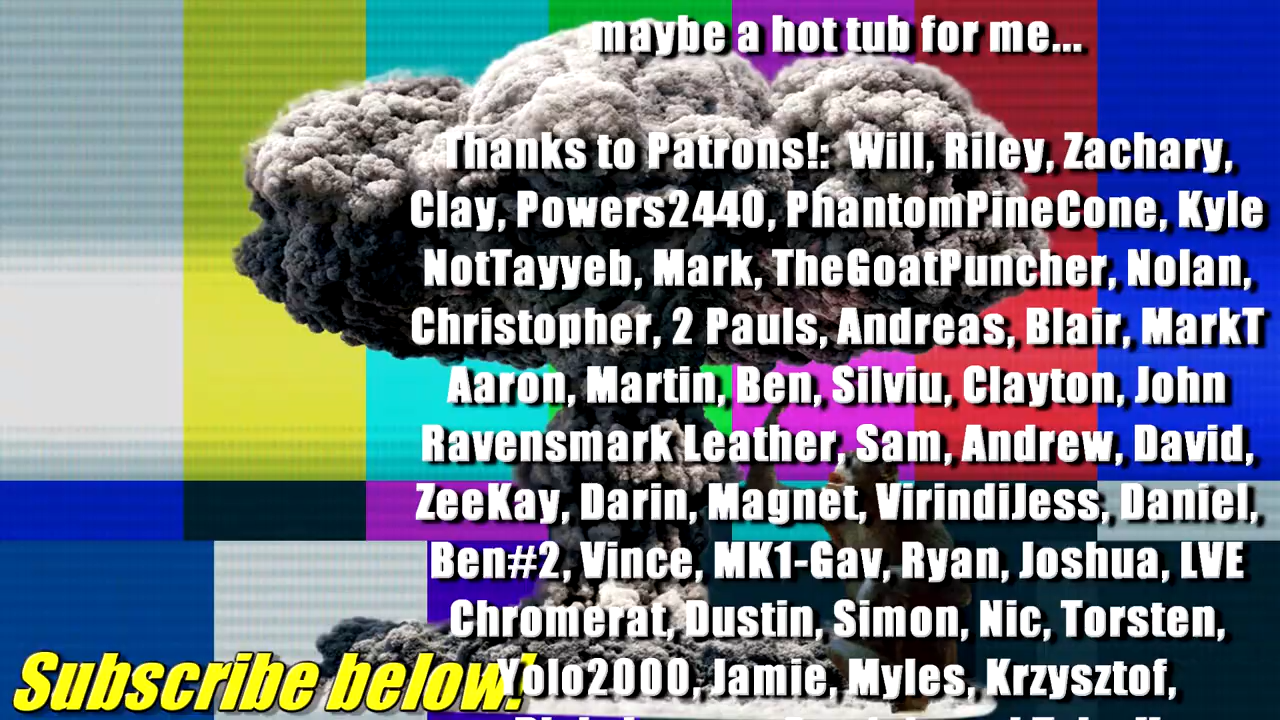 maybe a hot tub for me...
Thanks to Patrons!: Will, Riley, Zachary,
Clay, Powers2440, PhantomPineCone, Kyle
NotTayyeb, Mark, TheGoatPuncher, Nolan,
Christopher, 2 Pauls, Andreas, Blair, MarkT
Aaron, Martin, Ben, Silviu, Clayton, John
Ravensmark Leather, Sam, Andrew, David,
ZeeKay, Darin, Magnet, VirindiJess, Daniel,
Ben#2, Vince, MK1-Gav, Ryan, Joshua, LVE
Chromerat, Dustin, Simon, Nic, Torsten,
Yolo2000, Jamie, Myles, Krzysztof,
Subscribe below!